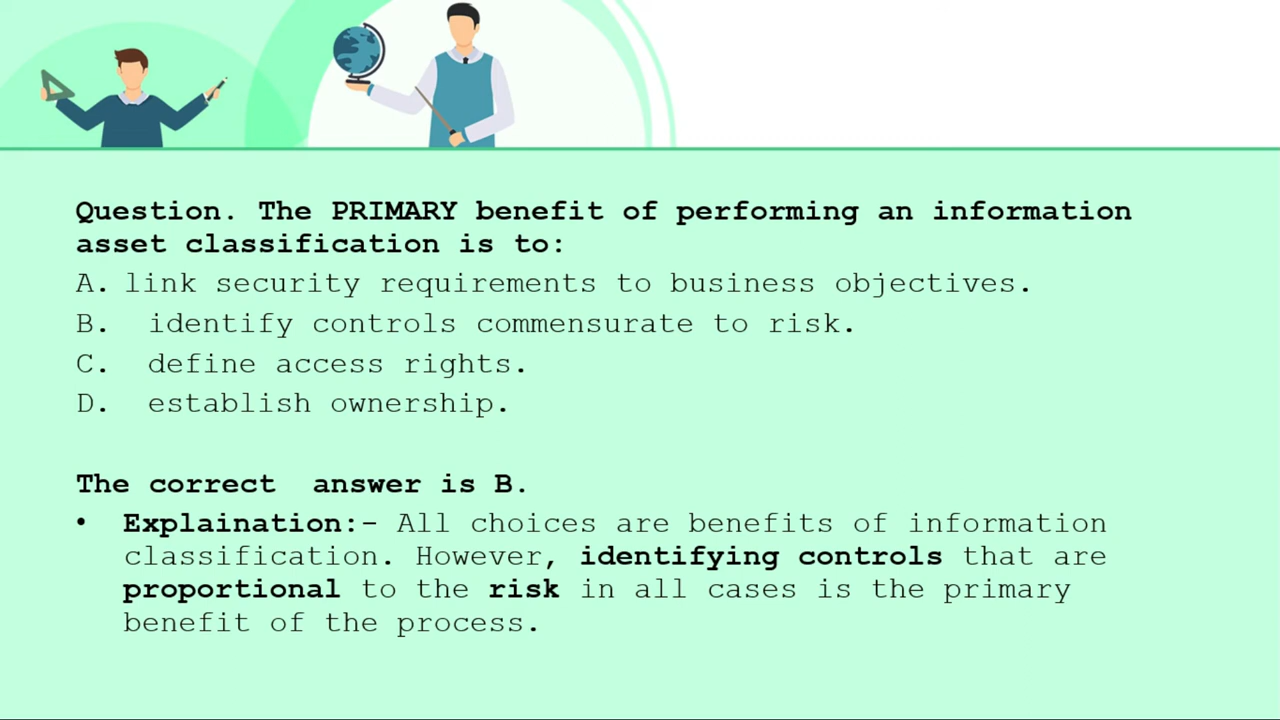 Question. The PRIMARY benefit of performing an information
asset classification is to:
A. link security requirements to business objectives.
B. identify controls commensurate to risk.
C. define access rights.
D. establish ownership.
The correct answer is B.
• Explaination:- All choices are benefits of information
classification. However, identifying controls that are
proportional to the risk in all cases is the primary
benefit of the process.